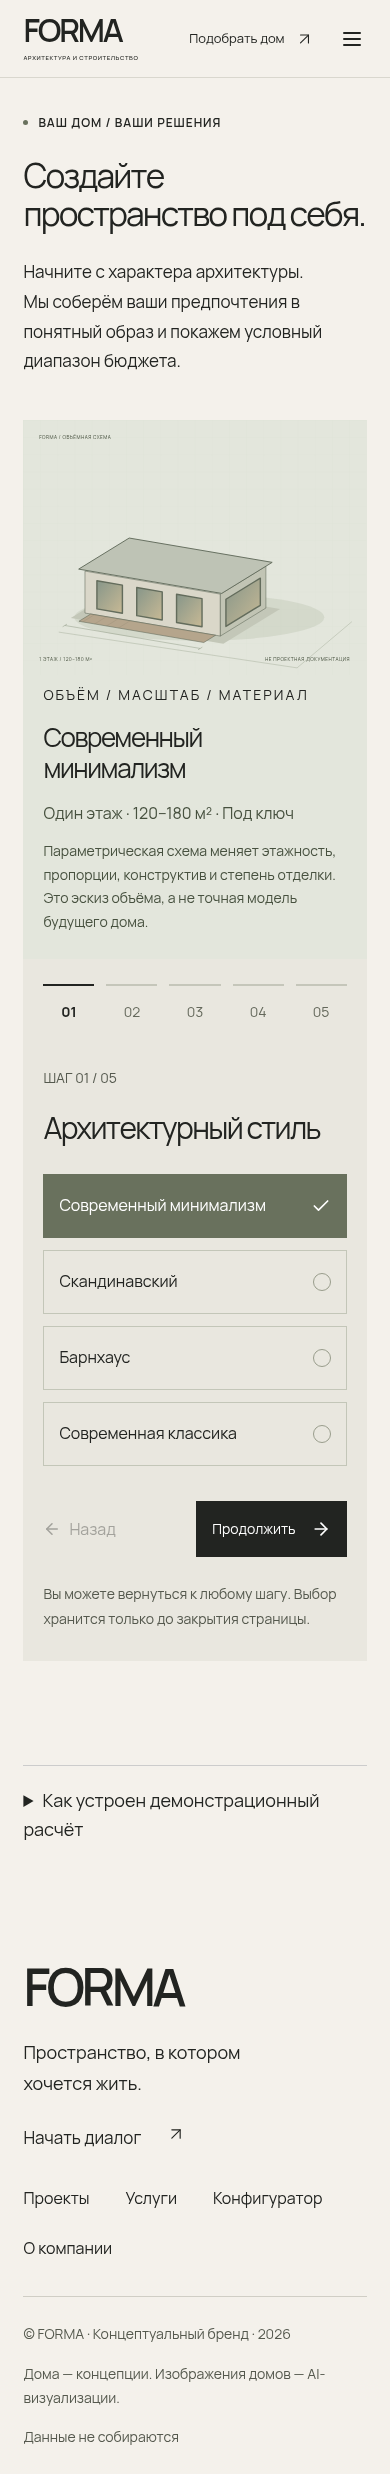 FORMA
АРХИТЕКТУРА И СТРОИТЕЛЬСТВО
Подобрать дом
ВАШ ДОМ / ВАШИ РЕШЕНИЯ
Создайте
пространство под себя.
Начните с характера архитектуры.
Мы соберём ваши предпочтения в
понятный образ и покажем условный
диапазон бюджета.
FORMA / ОБЪЁМНАЯ СХЕМА
1 ЭТАЖ / 120–180 М²
НЕ ПРОЕКТНАЯ ДОКУМЕНТАЦИЯ
ОБЪЁМ / МАСШТАБ / МАТЕРИАЛ
Современный
минимализм
Один этаж · 120–180 м² · Под ключ
Параметрическая схема меняет этажность,
пропорции, конструктив и степень отделки.
Это эскиз объёма, а не точная модель
будущего дома.
01
02
03
04
05
ШАГ 01 / 05
Архитектурный стиль
Современный минимализм
Скандинавский
Барнхаус
Современная классика
Назад
Продолжить
Вы можете вернуться к любому шагу. Выбор
хранится только до закрытия страницы.
Как устроен демонстрационный
расчёт
FORMA
Пространство, в котором
хочется жить.
Начать диалог
Проекты
Услуги
Конфигуратор
О компании
© FORMA · Концептуальный бренд · 2026
Дома — концепции. Изображения домов — AI-
визуализации.
Данные не собираются